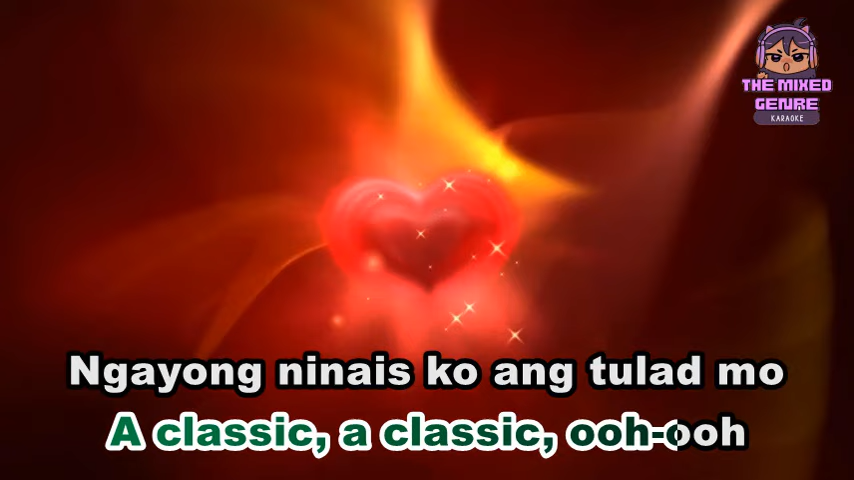 THE MIXED
GENRE
KARAOKE
Ngayong ninais ko ang tulad mo
A classic, a classic, ooh-ooh